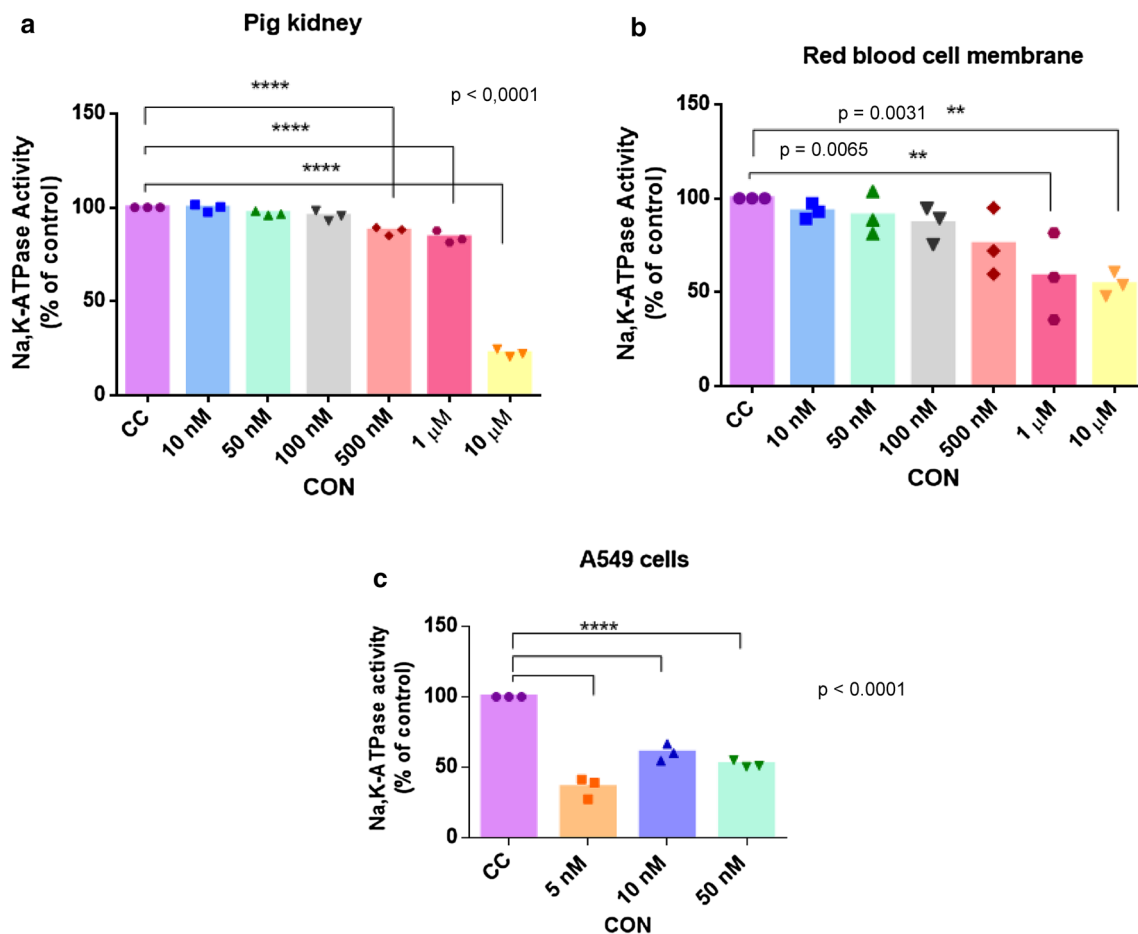 a
Pig kidney
****
p < 0,0001
****
****
Na,K-ATPase Activity
(% of control)
150
100
50
0
CC
10 nM
50 nM
100 nM
500 nM
1 μM
10 μM
CON
b
Red blood cell membrane
p = 0.0031
**
p = 0.0065
**
Na,K-ATPase Activity
(% of control)
150
100
50
0
CC
10 nM
50 nM
100 nM
500 nM
1 μM
10 μM
CON
c
A549 cells
****
p < 0.0001
Na,K-ATPase activity
(% of control)
150
100
50
0
CC
5 nM
10 nM
50 nM
CON